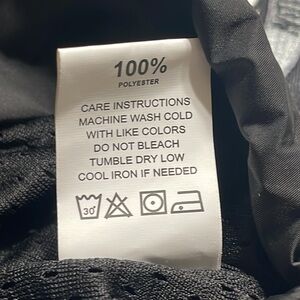 100%
POLYESTER
CARE INSTRUCTIONS
MACHINE WASH COLD
WITH LIKE COLORS
DO NOT BLEACH
TUMBLE DRY LOW
COOL IRON IF NEEDED
30°